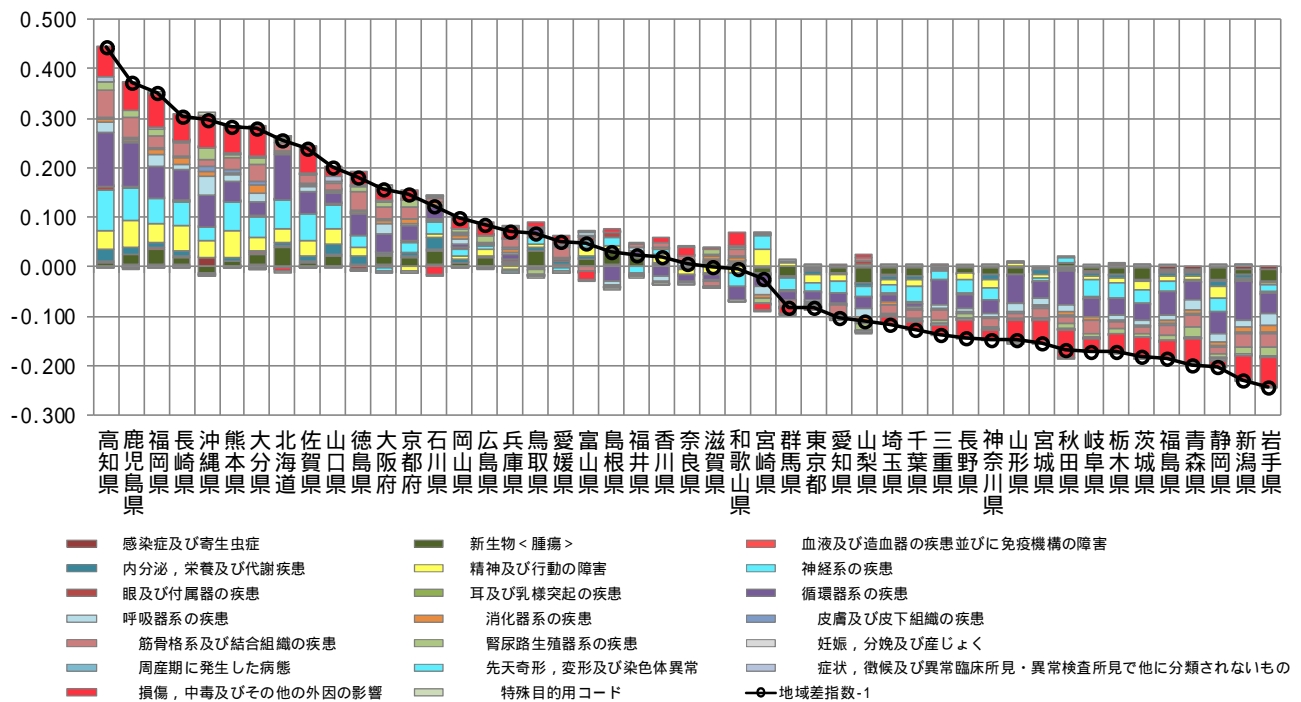 0.500
0.400
0.300
0.200
0.100
0.000
-0.100
-0.200
-0.300
高知県
鹿児島県
福岡県
長崎県
沖縄県
熊本県
大分県
北海道
佐賀県
山口県
徳島県
大阪府
京都府
石川県
岡山県
広島県
兵庫県
鳥取県
愛媛県
富山県
島根県
福井県
香川県
奈良県
滋賀県
和歌山県
宮崎県
群馬県
東京都
愛知県
山梨県
埼玉県
千葉県
三重県
長野県
神奈川県
山形県
宮城県
秋田県
岐阜県
栃木県
茨城県
福島県
青森県
静岡県
新潟県
岩手県
感染症及び寄生虫症
新生物<腫瘍>
血液及び造血器の疾患並びに免疫機構の障害
内分泌，栄養及び代謝疾患
精神及び行動の障害
神経系の疾患
眼及び付属器の疾患
耳及び乳様突起の疾患
循環器系の疾患
呼吸器系の疾患
消化器系の疾患
皮膚及び皮下組織の疾患
筋骨格系及び結合組織の疾患
腎尿路生殖器系の疾患
妊娠，分娩及び産じょく
周産期に発生した病態
先天奇形，変形及び染色体異常
症状，徴候及び異常臨床所見・異常検査所見で他に分類されないもの
損傷，中毒及びその他の外因の影響
特殊目的用コード
地域差指数-1